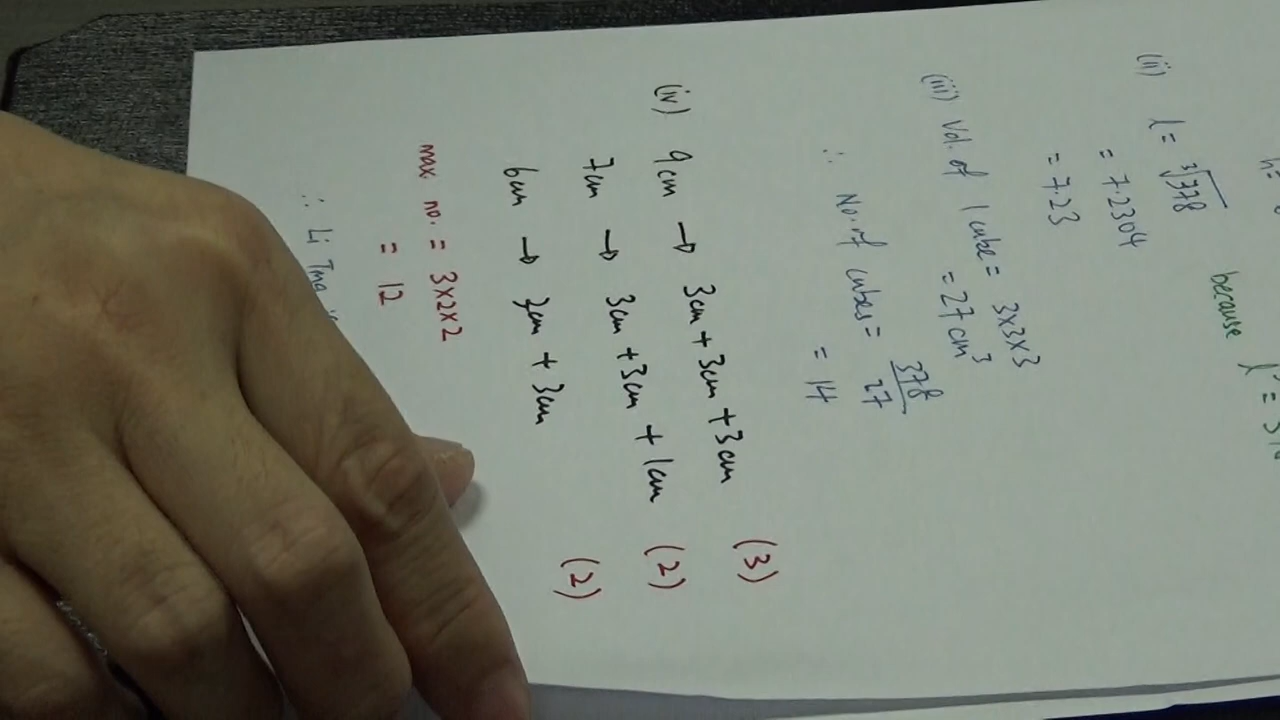 h=
because l³ = 
(ii) l = ³√378
= 7.2304
= 7.23
(iii) Vol. of 1 cube = 3x3x3
= 27 cm³
∴ No. of cubes = 378/27
= 14
(iv) 9cm → 3cm + 3cm + 3cm (3)
7cm → 3cm + 3cm + 1cm (2)
6cm → 3cm + 3cm (2)
max. no. = 3x2x2
= 12
∴ Li